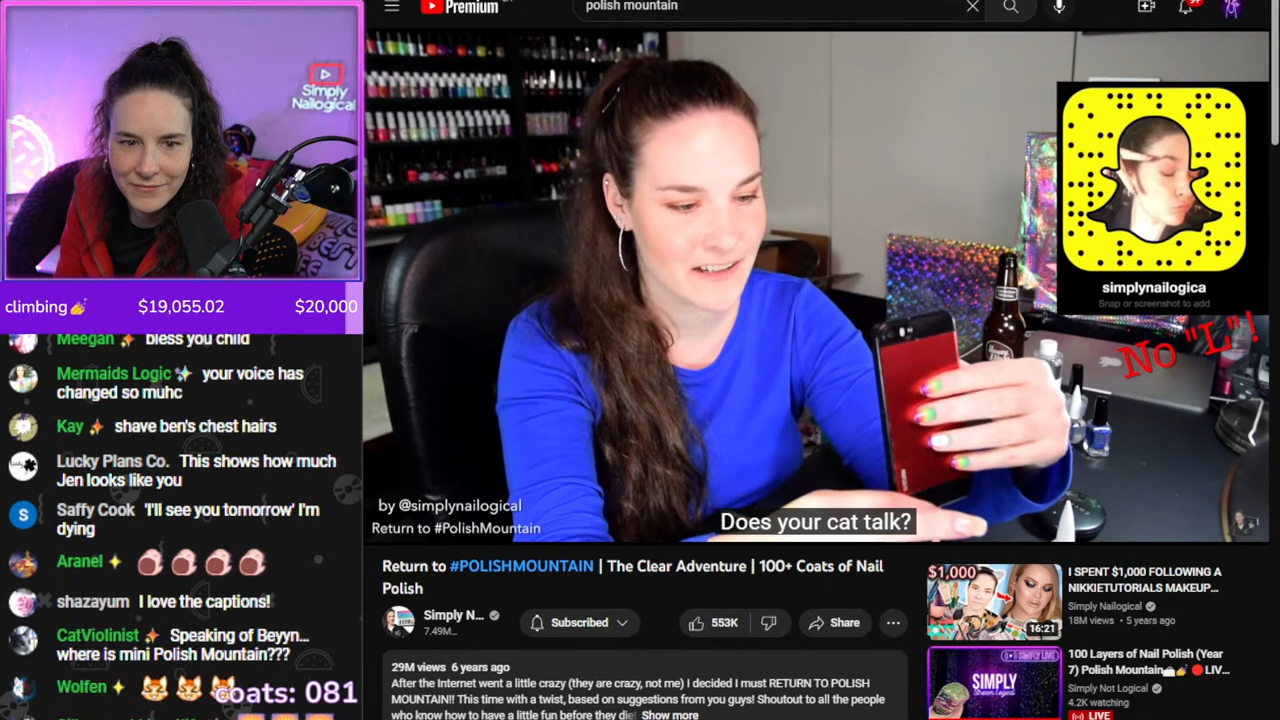 Simply
Nailogical
climbing💅 $19,055.02 $20,000
Meegan bless you child
Mermaids Logic your voice has
changed so muhc
Kay shave ben's chest hairs
Lucky Plans Co. This shows how much
Jen looks like you
Saffy Cook 'I'll see you tomorrow' I'm
dying
Aranel
shazayum I love the captions!
CatViolinist Speaking of Beyyn...
where is mini Polish Mountain???
Wolfen
coats: 081
Premium
polish mountain
9+
simplynailogica
Snap or screenshot to add
No "L"!
by @simplynailogical
Return to #PolishMountain
Does your cat talk?
Return to #POLISHMOUNTAIN | The Clear Adventure | 100+ Coats of Nail
Polish
Simply N...
7.49M...
Subscribed
553K
Share
29M views 6 years ago
After the Internet went a little crazy (they are crazy, not me) I decided I must RETURN TO POLISH
MOUNTAIN!! This time with a twist, based on suggestions from you guys! Shoutout to all the people
who know how to have a little fun before they die! Show more
$1,000
16:21
I SPENT $1,000 FOLLOWING A
NIKKIETUTORIALS MAKEUP...
Simply Nailogical
18M views • 5 years ago
SIMPLY LIVE
SIMPLY
100 Layers of Nail Polish (Year
7) Polish Mountain🏔💅 🔴LIV...
Simply Not Logical
4.2K watching
LIVE